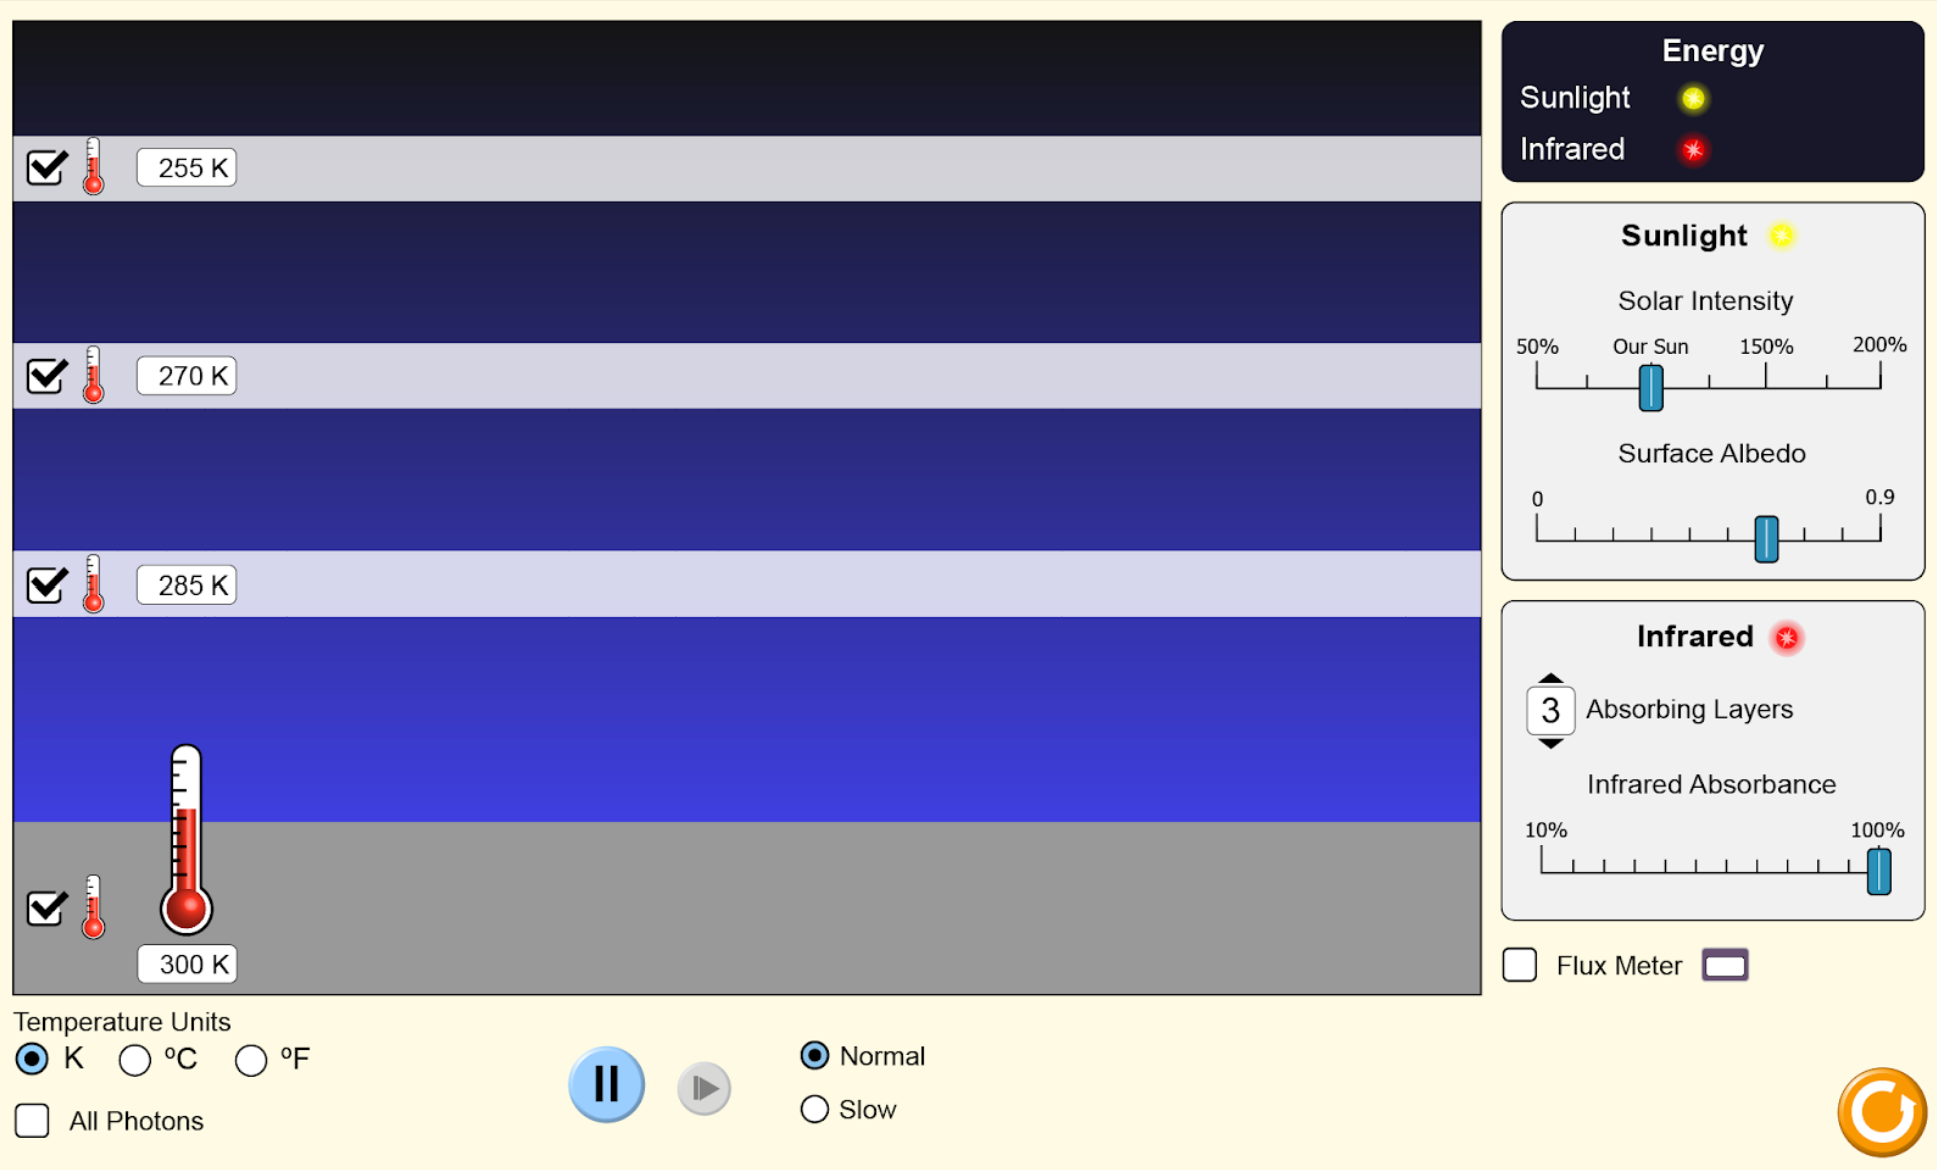 255 K
270 K
285 K
300 K
Temperature Units
K ºC ºF
All Photons
Normal
Slow
Energy
Sunlight
Infrared
Sunlight
Solar Intensity
50% Our Sun 150% 200%
Surface Albedo
0 0.9
Infrared
3 Absorbing Layers
Infrared Absorbance
10% 100%
Flux Meter